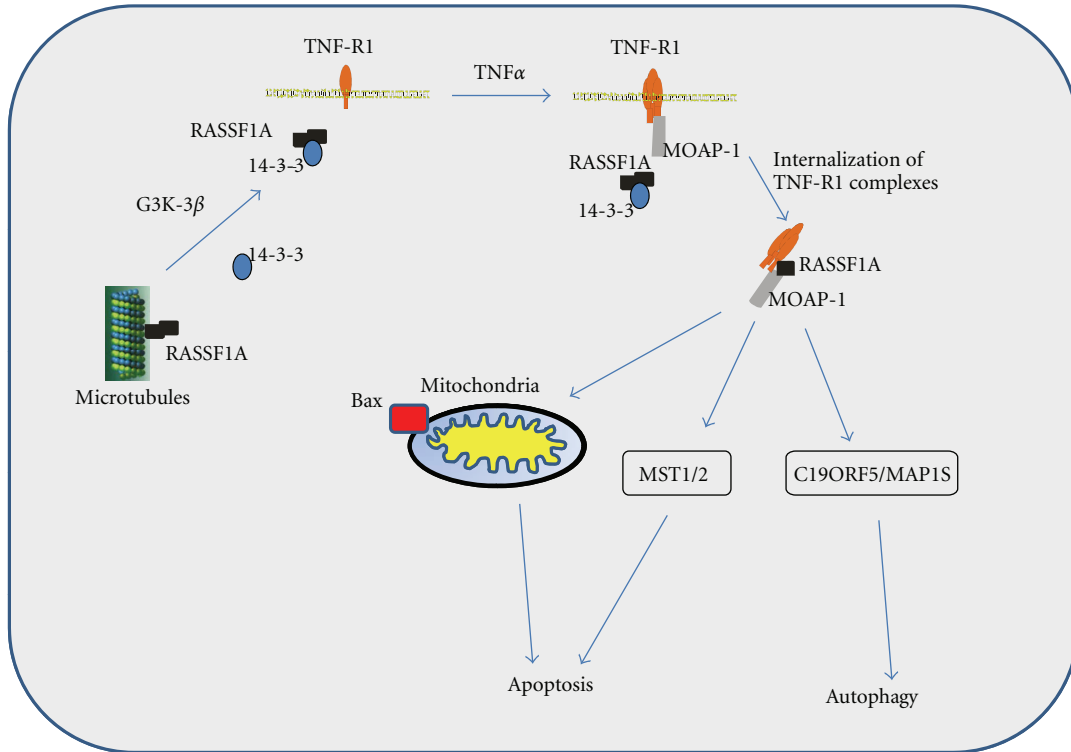 TNF-R1
TNFα
TNF-R1
RASSF1A
14-3-3
MOAP-1
RASSF1A
14-3-3
Internalization of
TNF-R1 complexes
G3K-3β
14-3-3
RASSF1A
MOAP-1
RASSF1A
Microtubules
Mitochondria
Bax
MST1/2
C19ORF5/MAP1S
Apoptosis
Autophagy